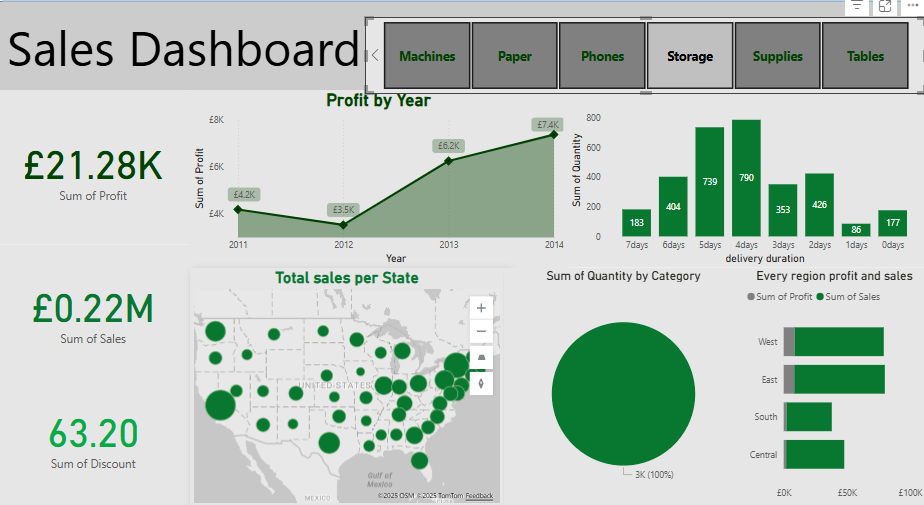 Sales Dashboard
Machines
Paper
Phones
Storage
Supplies
Tables
£21.28K
Sum of Profit
£0.22M
Sum of Sales
63.20
Sum of Discount
Profit by Year
Sum of Profit
£8K
£6K
£4K
£4.2K
£3.5K
£6.2K
£7.4K
2011
2012
2013
2014
Year
Sum of Quantity
800
600
400
200
0
183
404
739
790
353
426
86
177
7days
6days
5days
4days
3days
2days
1days
0days
delivery duration
Total sales per State
UNITED STATES
Gulf of
Mexico
MEXICO
©2025 OSM ©2025 TomTom Feedback
Sum of Quantity by Category
3K (100%)
Every region profit and sales
Sum of Profit
Sum of Sales
West
East
South
Central
£0K
£50K
£100K